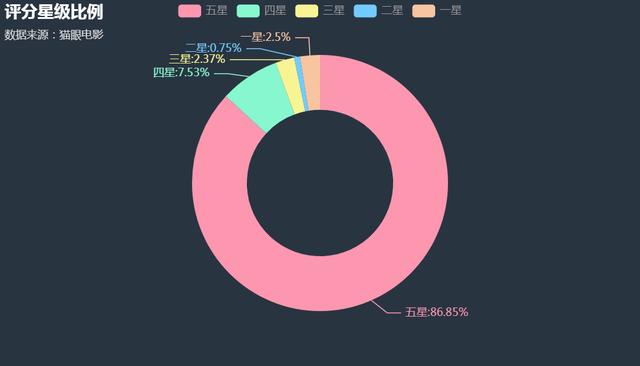 评分星级比例
数据来源：猫眼电影
五星
四星
三星
二星
一星
一星:2.5%
二星:0.75%
三星:2.37%
四星:7.53%
五星:86.85%